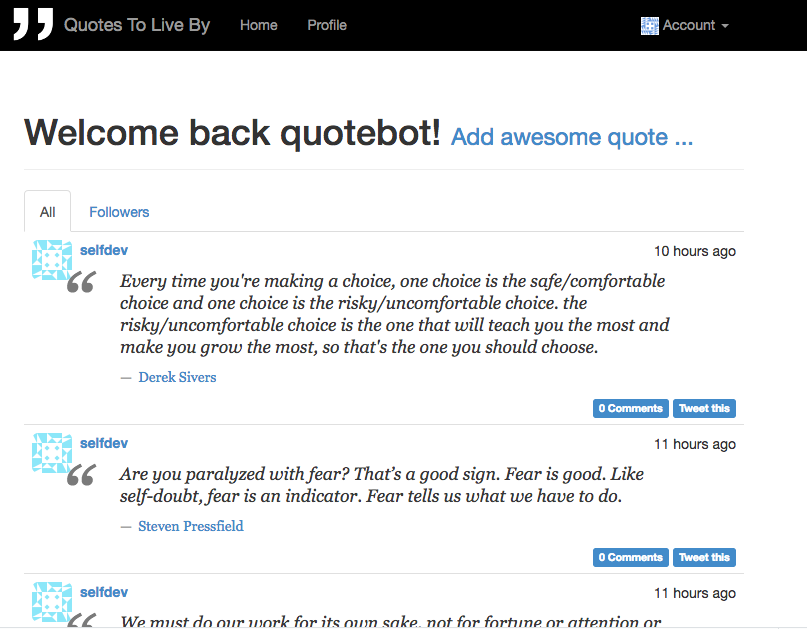 Quotes To Live By Home Profile Account
Welcome back quotebot! Add awesome quote ...
All Followers
selfdev 10 hours ago
“
Every time you're making a choice, one choice is the safe/comfortable
choice and one choice is the risky/uncomfortable choice. the
risky/uncomfortable choice is the one that will teach you the most and
make you grow the most, so that's the one you should choose.
— Derek Sivers
0 Comments Tweet this
selfdev 11 hours ago
“
Are you paralyzed with fear? That’s a good sign. Fear is good. Like
self-doubt, fear is an indicator. Fear tells us what we have to do.
— Steven Pressfield
0 Comments Tweet this
selfdev 11 hours ago
“
We must do our work for its own sake, not for fortune or attention or